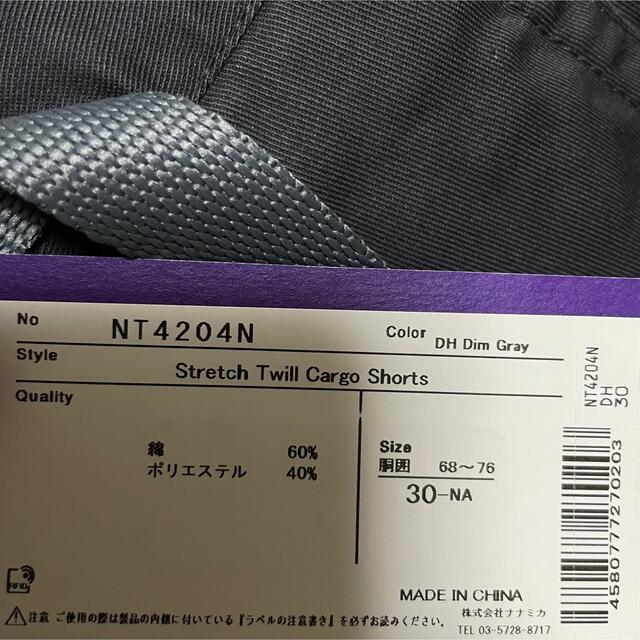 No NT4204N Color DH Dim Gray
Style Stretch Twill Cargo Shorts
Quality
綿 60%
ポリエステル 40%
Size
胴囲 68～76
30-NA
NT4204N
DH
30
4580777270203
RFID
MADE IN CHINA
株式会社ナナミカ
TEL 03-5728-8717
注意 ご使用の際は製品の内側に付いている『ラベルの注意書き』を必ずお読みください。